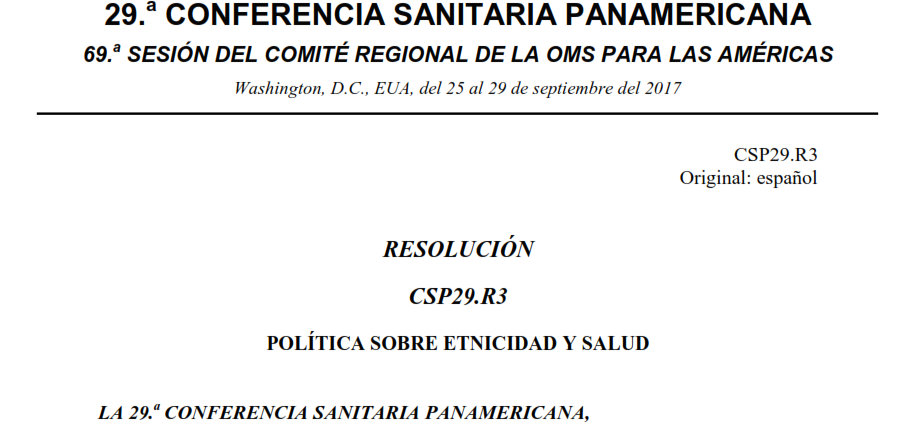 29.ª CONFERENCIA SANITARIA PANAMERICANA
69.ª SESIÓN DEL COMITÉ REGIONAL DE LA OMS PARA LAS AMÉRICAS
Washington, D.C., EUA, del 25 al 29 de septiembre del 2017
CSP29.R3
Original: español
RESOLUCIÓN
CSP29.R3
POLÍTICA SOBRE ETNICIDAD Y SALUD
LA 29.ª CONFERENCIA SANITARIA PANAMERICANA,